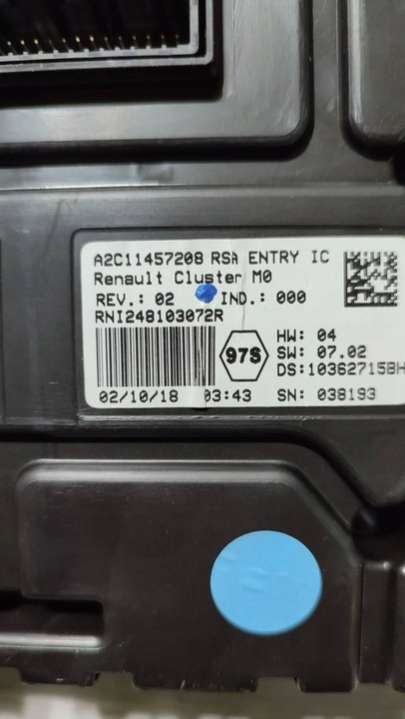 A2C11457208 RSA ENTRY IC
Renault Cluster M0
REV.: 02 IND.: 000
RNI248103072R
97S
HW: 04
SW: 07.02
DS:103627158H
02/10/18 03:43 SN: 038193